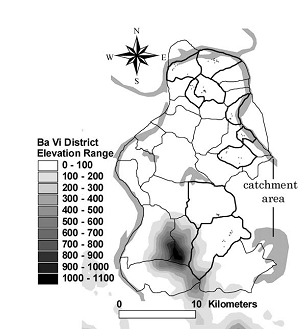 N
W E
S
Ba Vi District
Elevation Range
0 - 100
100 - 200
200 - 300
300 - 400
400 - 500
500 - 600
600 - 700
700 - 800
800 - 900
900 - 1000
1000 - 1100
catchment
area
0 10 Kilometers